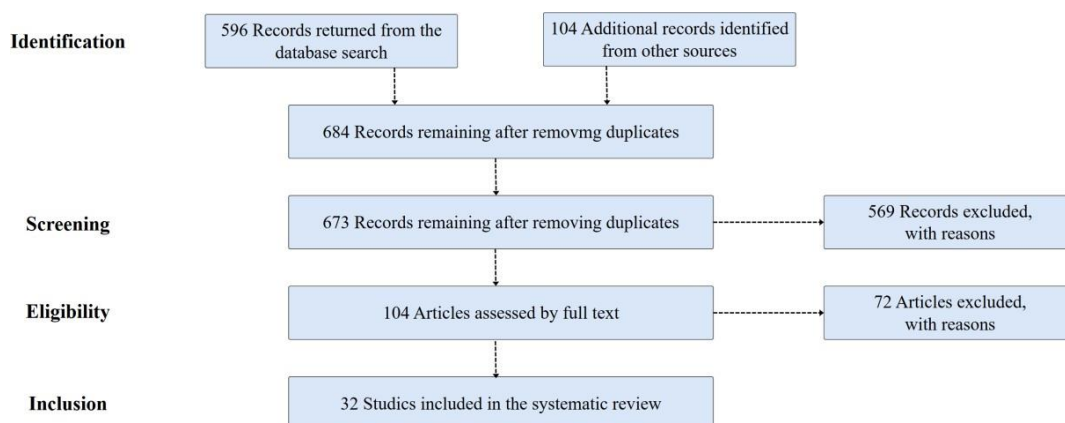 Identification
596 Records returned from the
database search
104 Additional records identified
from other sources
684 Records remaining after removmg duplicates
Screening
673 Records remaining after removing duplicates
569 Records excluded,
with reasons
Eligibility
104 Articles assessed by full text
72 Articles excluded,
with reasons
Inclusion
32 Studics included in the systematic review